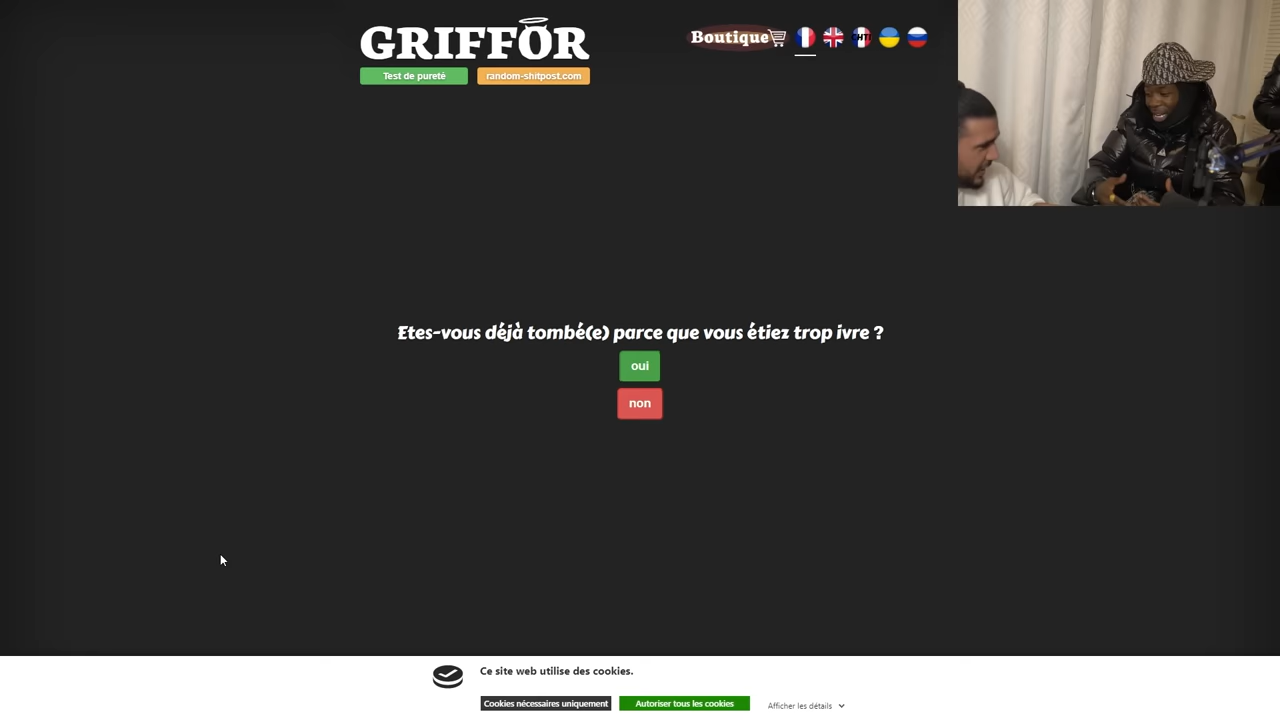 GRIFFOR
Boutique
CHTI
Test de pureté
random-shitpost.com
Etes-vous déjà tombé(e) parce que vous étiez trop ivre ?
oui
non
Ce site web utilise des cookies.
Cookies nécessaires uniquement
Autoriser tous les cookies
Afficher les détails